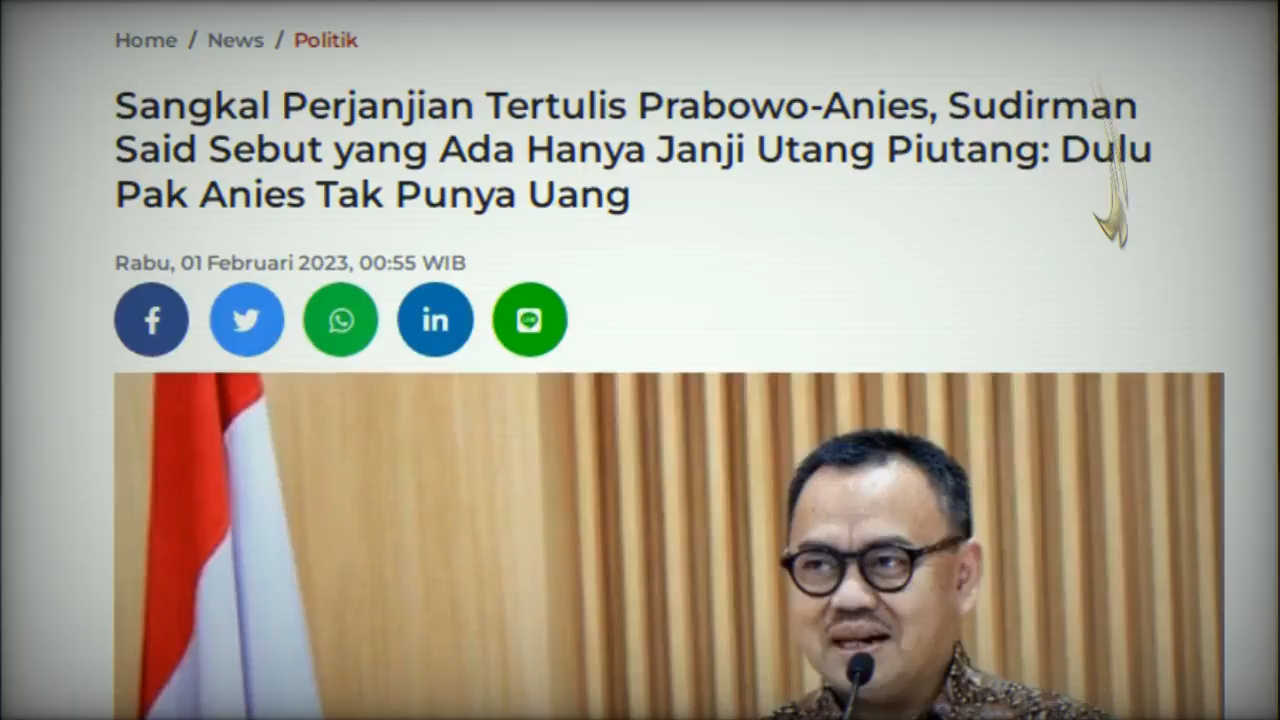 Home / News / Politik
Sangkal Perjanjian Tertulis Prabowo-Anies, Sudirman
Said Sebut yang Ada Hanya Janji Utang Piutang: Dulu
Pak Anies Tak Punya Uang
Rabu, 01 Februari 2023, 00:55 WIB